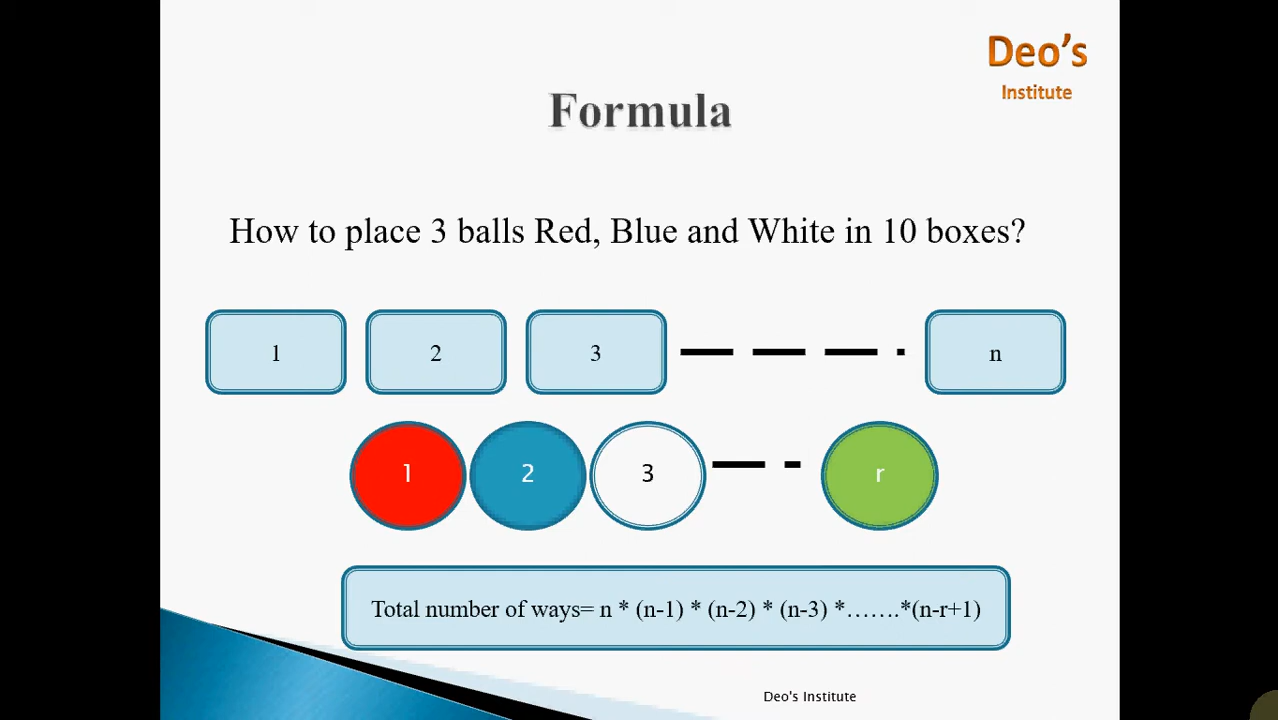 Deo's
Institute
Formula
How to place 3 balls Red, Blue and White in 10 boxes?
1 2 3 n
1 2 3 r
Total number of ways= n * (n-1) * (n-2) * (n-3) *…….*(n-r+1)
Deo's Institute